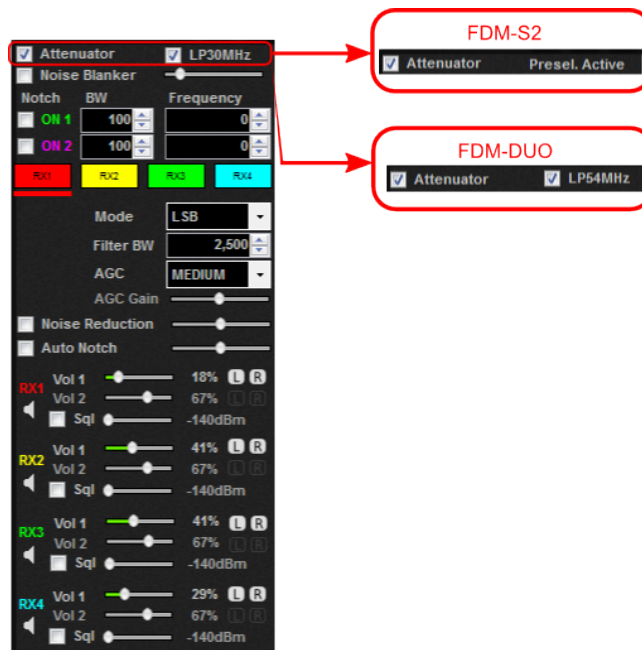 FDM-S2
Attenuator Presel. Active
FDM-DUO
Attenuator LP54MHz
Attenuator LP30MHz
Noise Blanker
Notch BW Frequency
ON 1 100 0
ON 2 100 0
RX1 RX2 RX3 RX4
Mode LSB
Filter BW 2,500
AGC MEDIUM
AGC Gain
Noise Reduction
Auto Notch
RX1
Vol 1 18% L R
Vol 2 67% L R
Sql -140dBm
RX2
Vol 1 41% L R
Vol 2 67% L R
Sql -140dBm
RX3
Vol 1 41% L R
Vol 2 67% L R
Sql -140dBm
RX4
Vol 1 29% L R
Vol 2 67% L R
Sql -140dBm